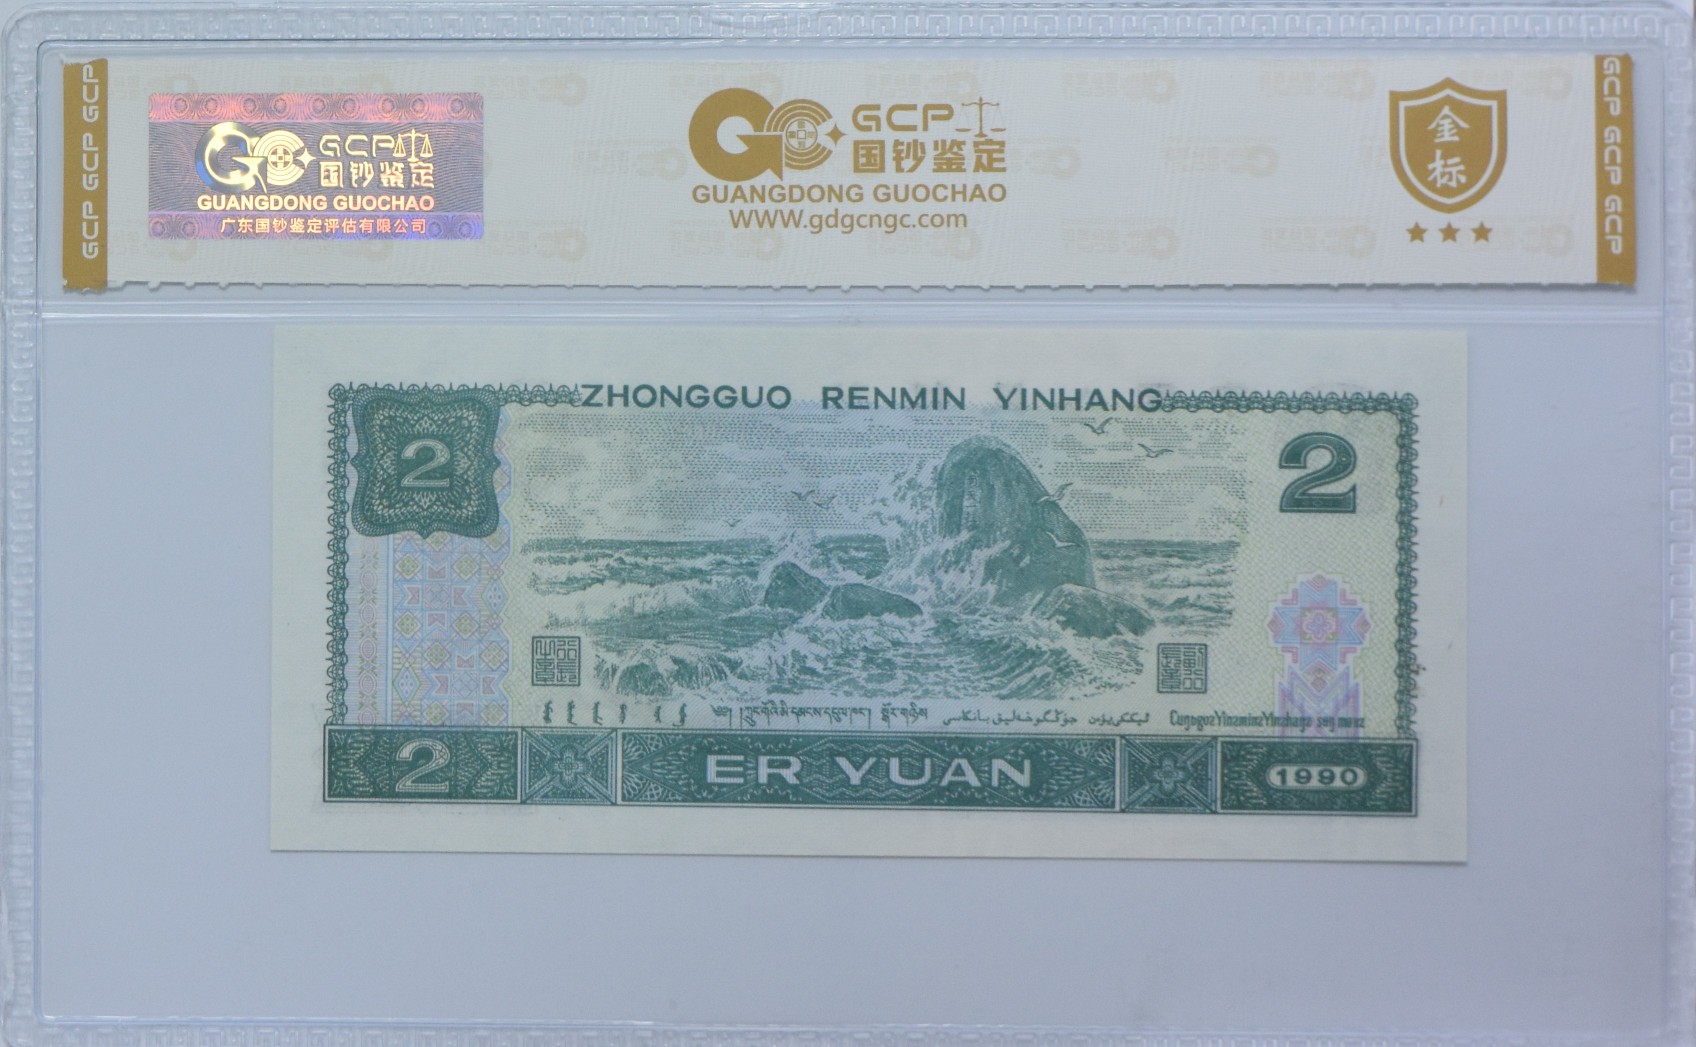 GCP GCP GCP
GCP
国钞鉴定
GUANGDONG GUOCHAO
广东国钞鉴定评估有限公司
GCP
国钞鉴定
GUANGDONG GUOCHAO
WWW.gdgcngc.com
金
标
GCP GCP GCP
ZHONGGUO RENMIN YINHANG
2
2
2
ER YUAN
1990